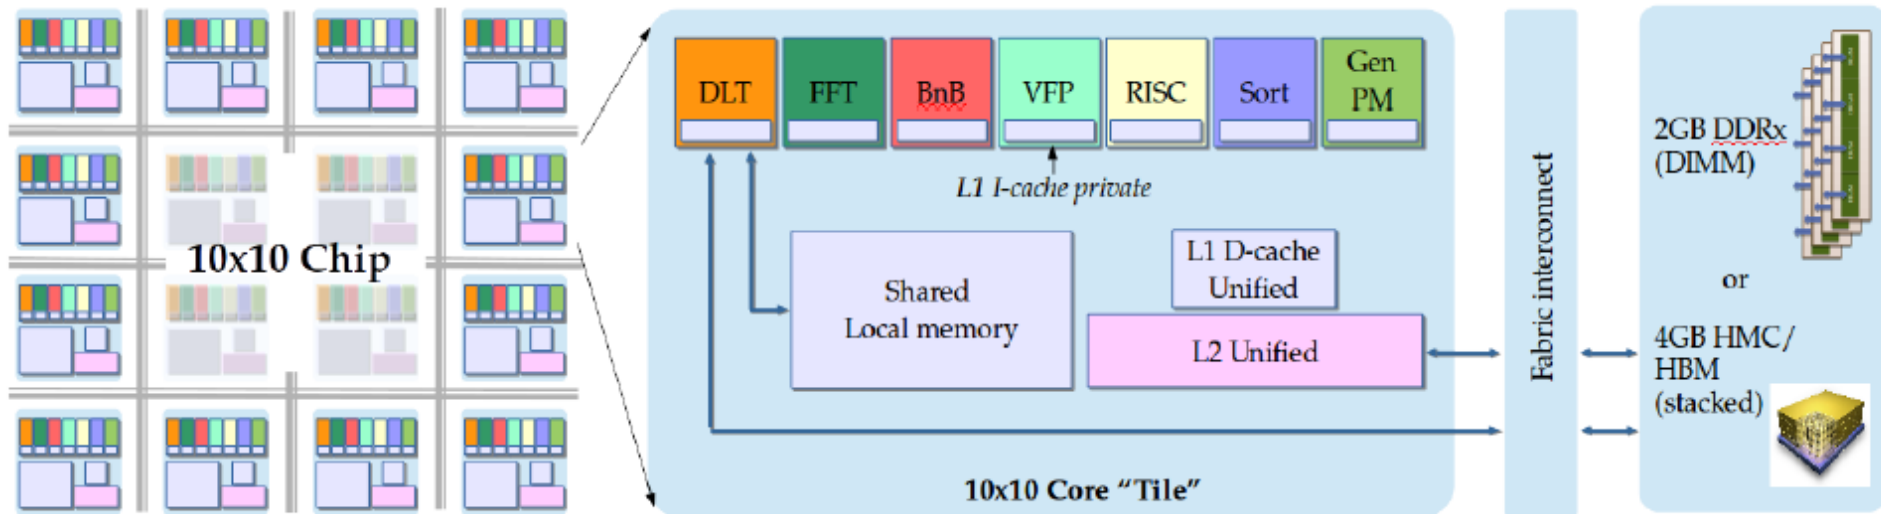 10x10 Chip
DLT
FFT
BnB
VFP
RISC
Sort
Gen
PM
L1 I-cache private
Shared
Local memory
L1 D-cache
Unified
L2 Unified
10x10 Core “Tile”
Fabric interconnect
2GB DDRx
(DIMM)
or
4GB HMC/
HBM
(stacked)